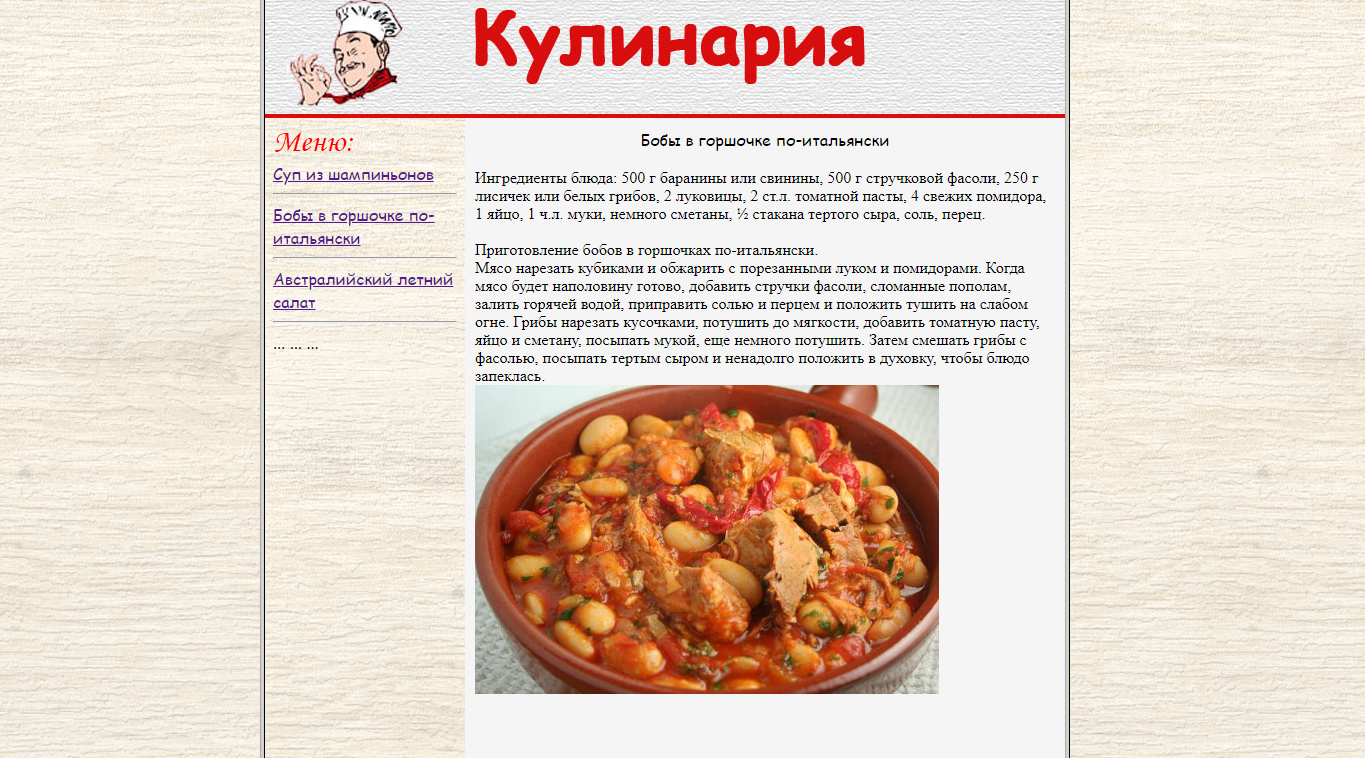 Кулинария
Меню:
Суп из шампиньонов
Бобы в горшочке по-
итальянски
Австралийский летний
салат
... ... ...
Бобы в горшочке по-итальянски
Ингредиенты блюда: 500 г баранины или свинины, 500 г стручковой фасоли, 250 г
лисичек или белых грибов, 2 луковицы, 2 ст.л. томатной пасты, 4 свежих помидора,
1 яйцо, 1 ч.л. муки, немного сметаны, ½ стакана тертого сыра, соль, перец.
Приготовление бобов в горшочках по-итальянски.
Мясо нарезать кубиками и обжарить с порезанными луком и помидорами. Когда
мясо будет наполовину готово, добавить стручки фасоли, сломанные пополам,
залить горячей водой, приправить солью и перцем и положить тушить на слабом
огне. Грибы нарезать кусочками, потушить до мягкости, добавить томатную пасту,
яйцо и сметану, посыпать мукой, еще немного потушить. Затем смешать грибы с
фасолью, посыпать тертым сыром и ненадолго положить в духовку, чтобы блюдо
запеклась.